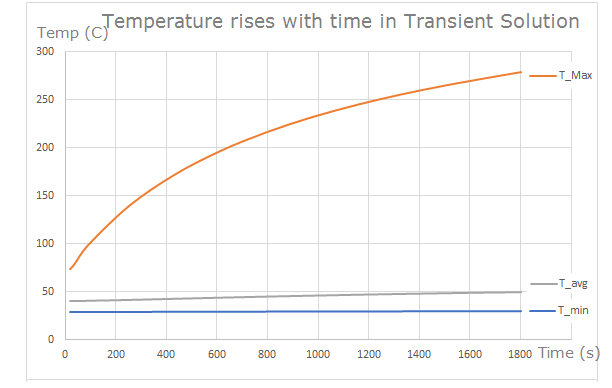 Temperature rises with time in Transient Solution
Temp (C)
300
250
200
150
100
50
0
T_Max
T_avg
T_min
0 200 400 600 800 1000 1200 1400 1600 1800 Time (s)